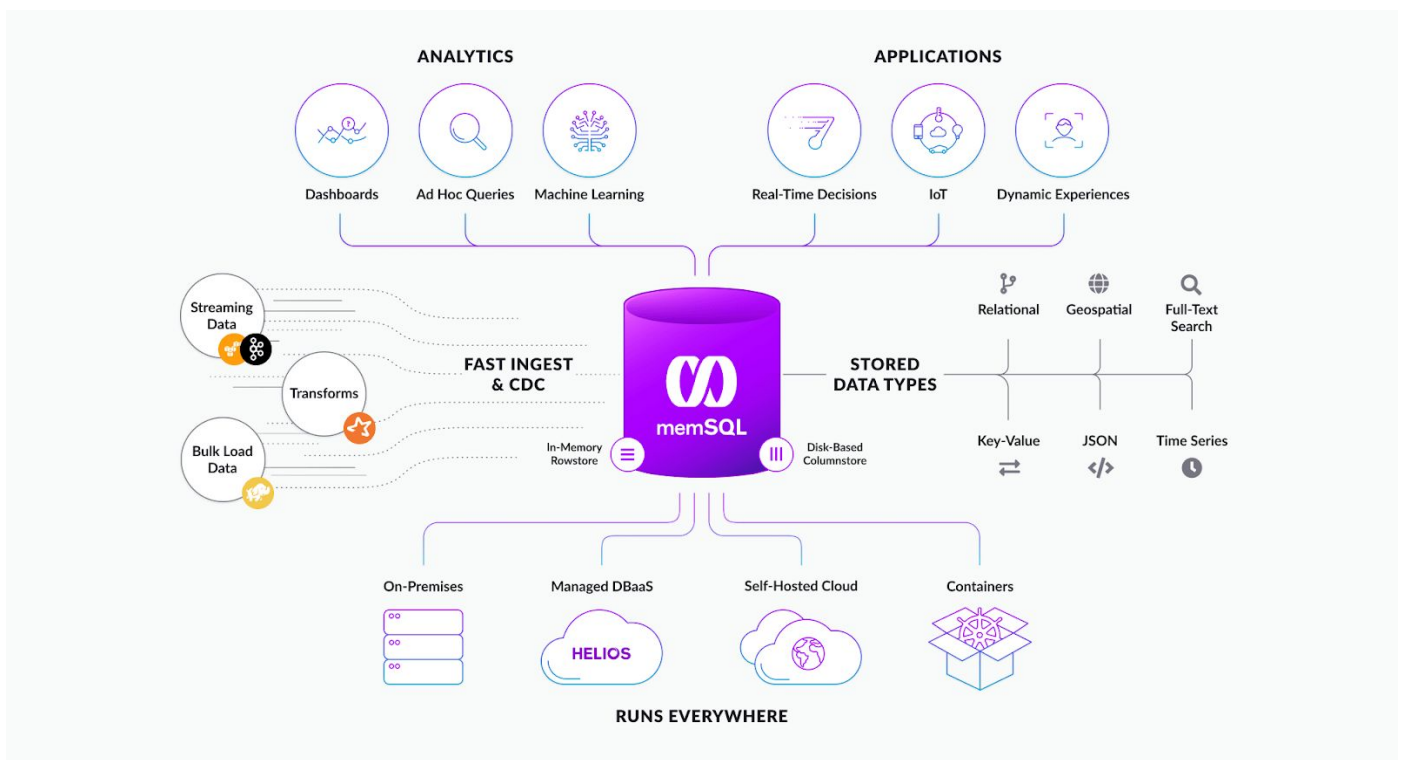 ANALYTICS
APPLICATIONS
Dashboards
Ad Hoc Queries
Machine Learning
Real-Time Decisions
IoT
Dynamic Experiences
Streaming
Data
Transforms
Bulk Load
Data
FAST INGEST
& CDC
memSQL
In-Memory
Rowstore
Disk-Based
Columnstore
STORED
DATA TYPES
Relational
Geospatial
Full-Text
Search
Key-Value
JSON
Time Series
On-Premises
Managed DBaaS
Self-Hosted Cloud
Containers
HELIOS
RUNS EVERYWHERE